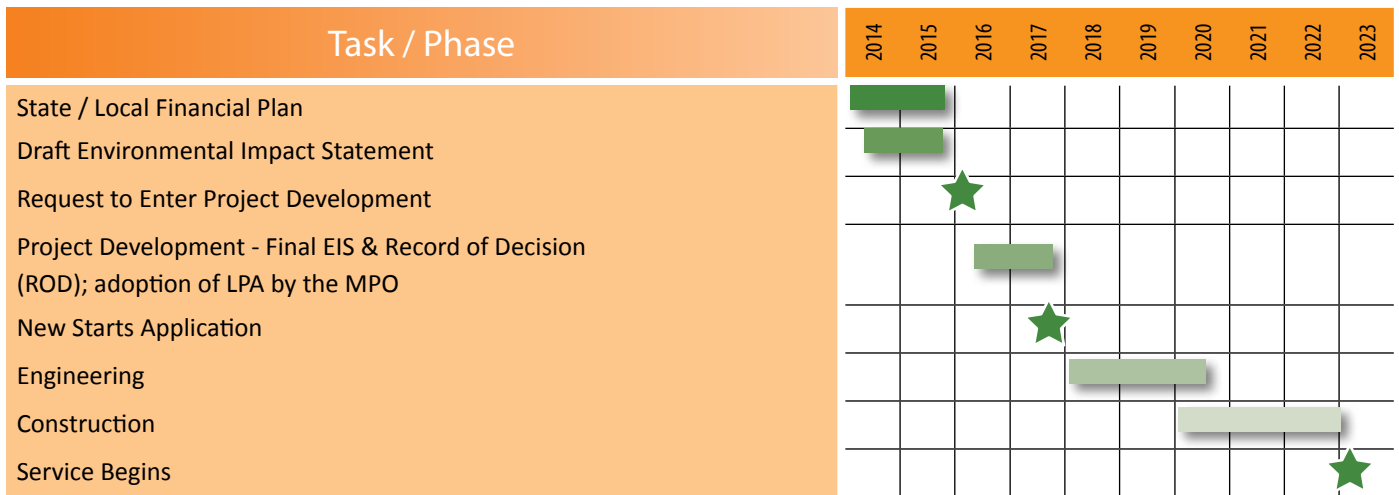 Task / Phase
2014 2015 2016 2017 2018 2019 2020 2021 2022 2023
State / Local Financial Plan
Draft Environmental Impact Statement
Request to Enter Project Development
Project Development - Final EIS & Record of Decision
(ROD); adoption of LPA by the MPO
New Starts Application
Engineering
Construction
Service Begins